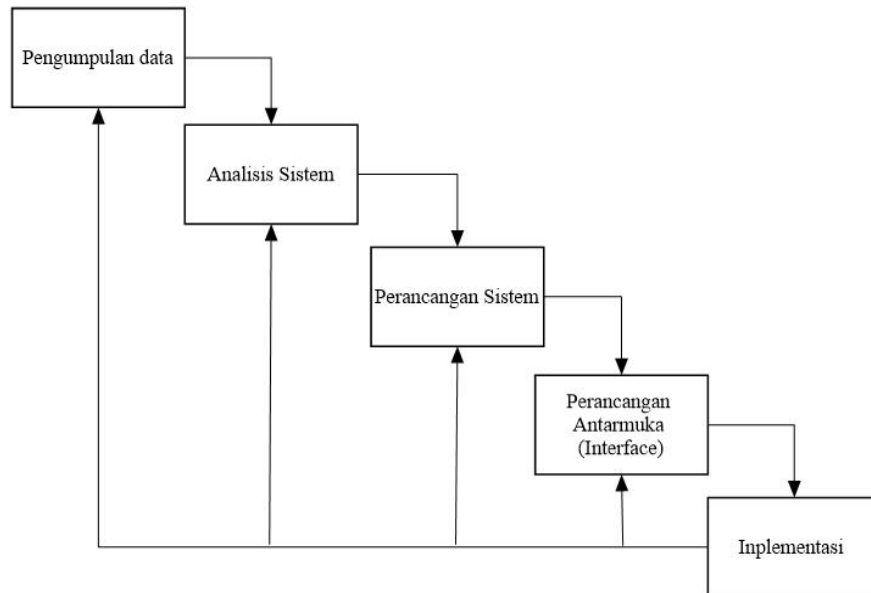 Pengumpulan data
Analisis Sistem
Perancangan Sistem
Perancangan
Antarmuka
(Interface)
Inplementasi